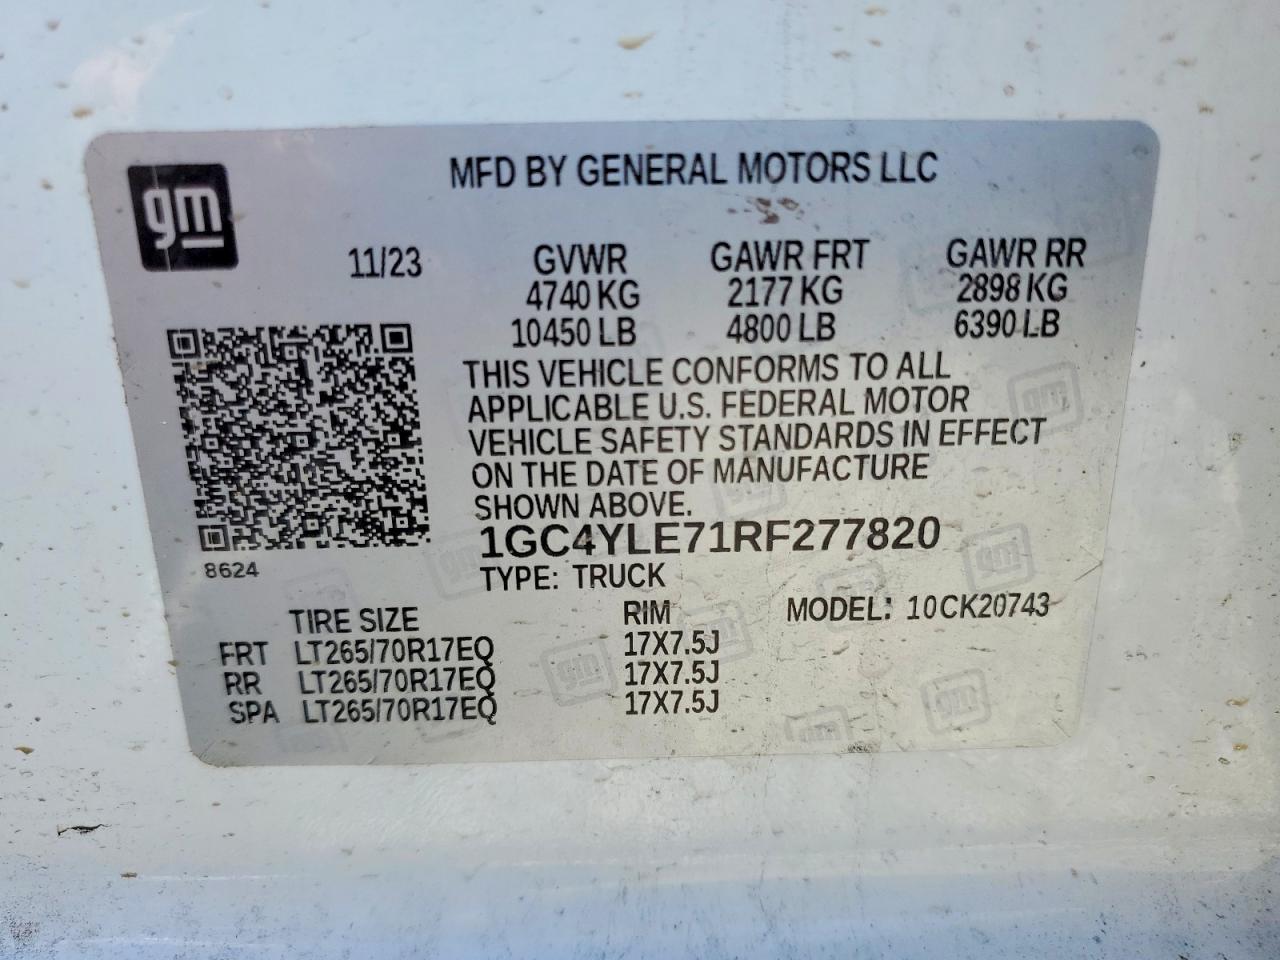 MFD BY GENERAL MOTORS LLC
gm
11/23 GVWR GAWR FRT GAWR RR
4740 KG 2177 KG 2898 KG
10450 LB 4800 LB 6390 LB
THIS VEHICLE CONFORMS TO ALL
APPLICABLE U.S. FEDERAL MOTOR
VEHICLE SAFETY STANDARDS IN EFFECT
ON THE DATE OF MANUFACTURE
SHOWN ABOVE.
1GC4YLE71RF277820
8624
TYPE: TRUCK
TIRE SIZE RIM MODEL: 10CK20743
FRT LT265/70R17EQ 17X7.5J
RR LT265/70R17EQ 17X7.5J
SPA LT265/70R17EQ 17X7.5J